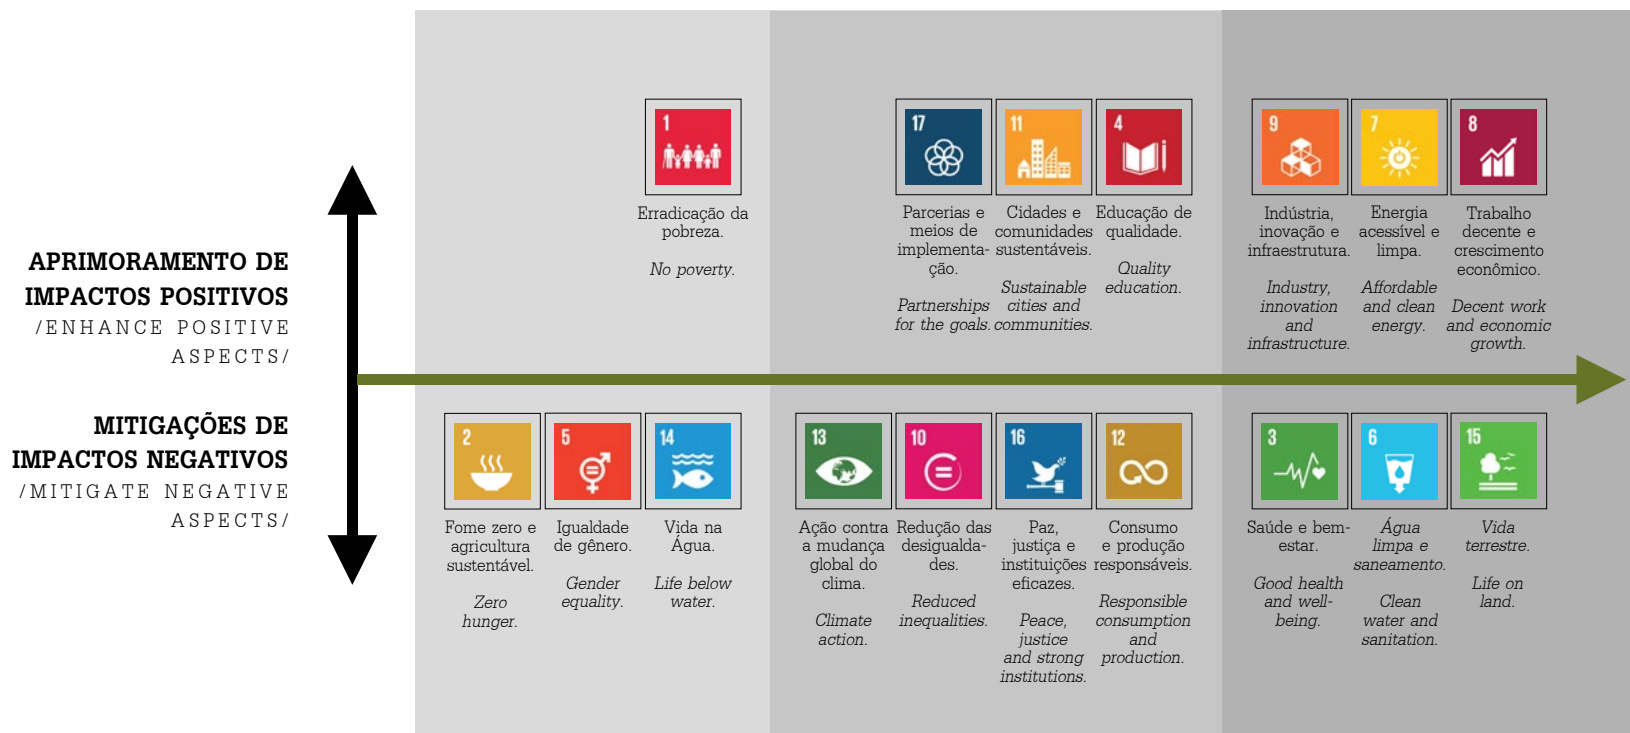 APRIMORAMENTO DE
IMPACTOS POSITIVOS
/ENHANCE POSITIVE
ASPECTS/
MITIGAÇÕES DE
IMPACTOS NEGATIVOS
/MITIGATE NEGATIVE
ASPECTS/
1
Erradicação da
pobreza.
No poverty.
17
Parcerias e
meios de
implementa-
ção.
Partnerships
for the goals.
11
Cidades e
comunidades
sustentáveis.
Sustainable
cities and
communities.
4
Educação de
qualidade.
Quality
education.
9
Indústria,
inovação e
infraestrutura.
Industry,
innovation
and
infrastructure.
7
Energia
acessível e
limpa.
Affordable
and clean
energy.
8
Trabalho
decente e
crescimento
econômico.
Decent work
and economic
growth.
2
Fome zero e
agricultura
sustentável.
Zero
hunger.
5
Igualdade
de gênero.
Gender
equality.
14
Vida na
Água.
Life below
water.
13
Ação contra
a mudança
global do
clima.
Climate
action.
10
Redução das
desigualda-
des.
Reduced
inequalities.
16
Paz,
justiça e
instituições
eficazes.
Peace,
justice
and strong
institutions.
12
Consumo
e produção
responsáveis.
Responsible
consumption
and
production.
3
Saúde e bem-
estar.
Good health
and well-
being.
6
Água
limpa e
saneamento.
Clean
water and
sanitation.
15
Vida
terrestre.
Life on
land.